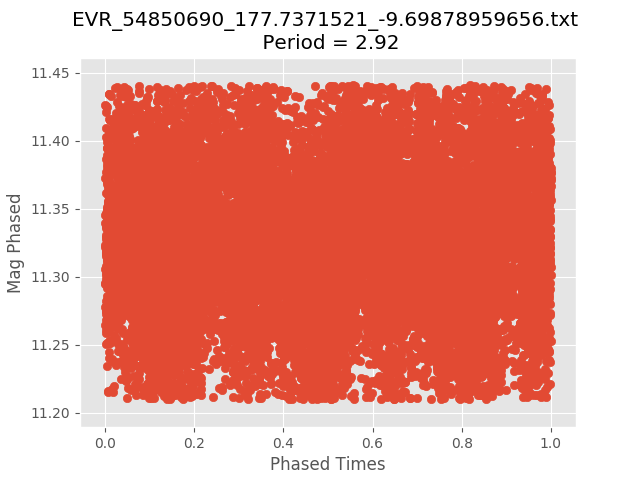 EVR_54850690_177.7371521_-9.69878959656.txt
Period = 2.92
11.45
11.40
11.35
11.30
11.25
11.20
Mag Phased
0.0 0.2 0.4 0.6 0.8 1.0
Phased Times